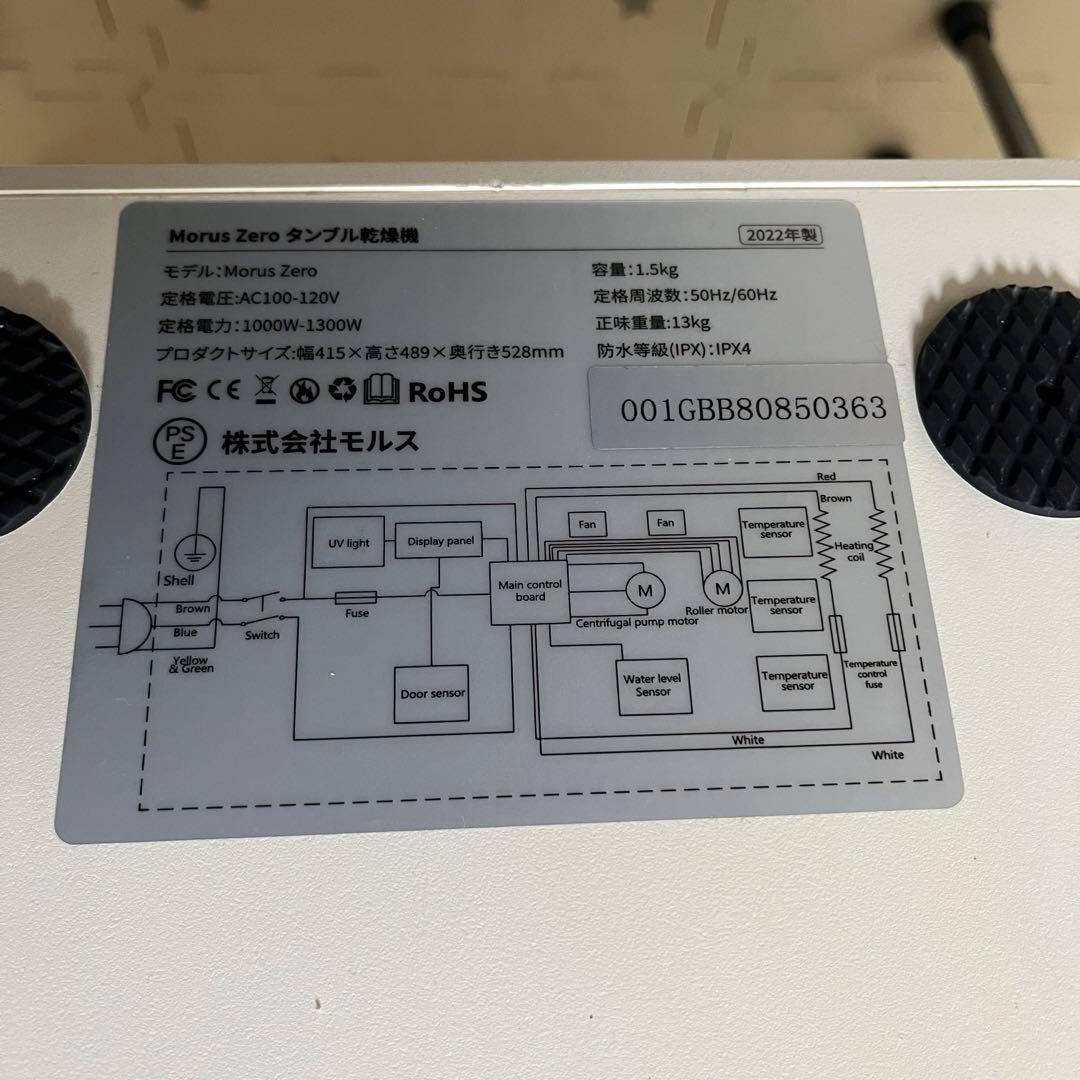 Morus Zero タンブル乾燥機
2022年製
モデル:Morus Zero
容量:1.5kg
定格電圧:AC100-120V
定格周波数:50Hz/60Hz
定格電力:1000W-1300W
正味重量:13kg
プロダクトサイズ:幅415×高さ489×奥行き528mm
防水等級(IPX):IPX4
FC CE RoHS
001GBB80850363
PS
E
株式会社モルス
Red
Brown
Fan
Fan
Temperature
sensor
UV light
Display panel
Heating
coil
Shell
Main control
board
M
M
Brown
Fuse
Roller motor
Temperature
sensor
Blue
Switch
Centrifugal pump motor
Yellow
& Green
Door sensor
Water level
Sensor
Temperature
sensor
Temperature
control
fuse
White
White